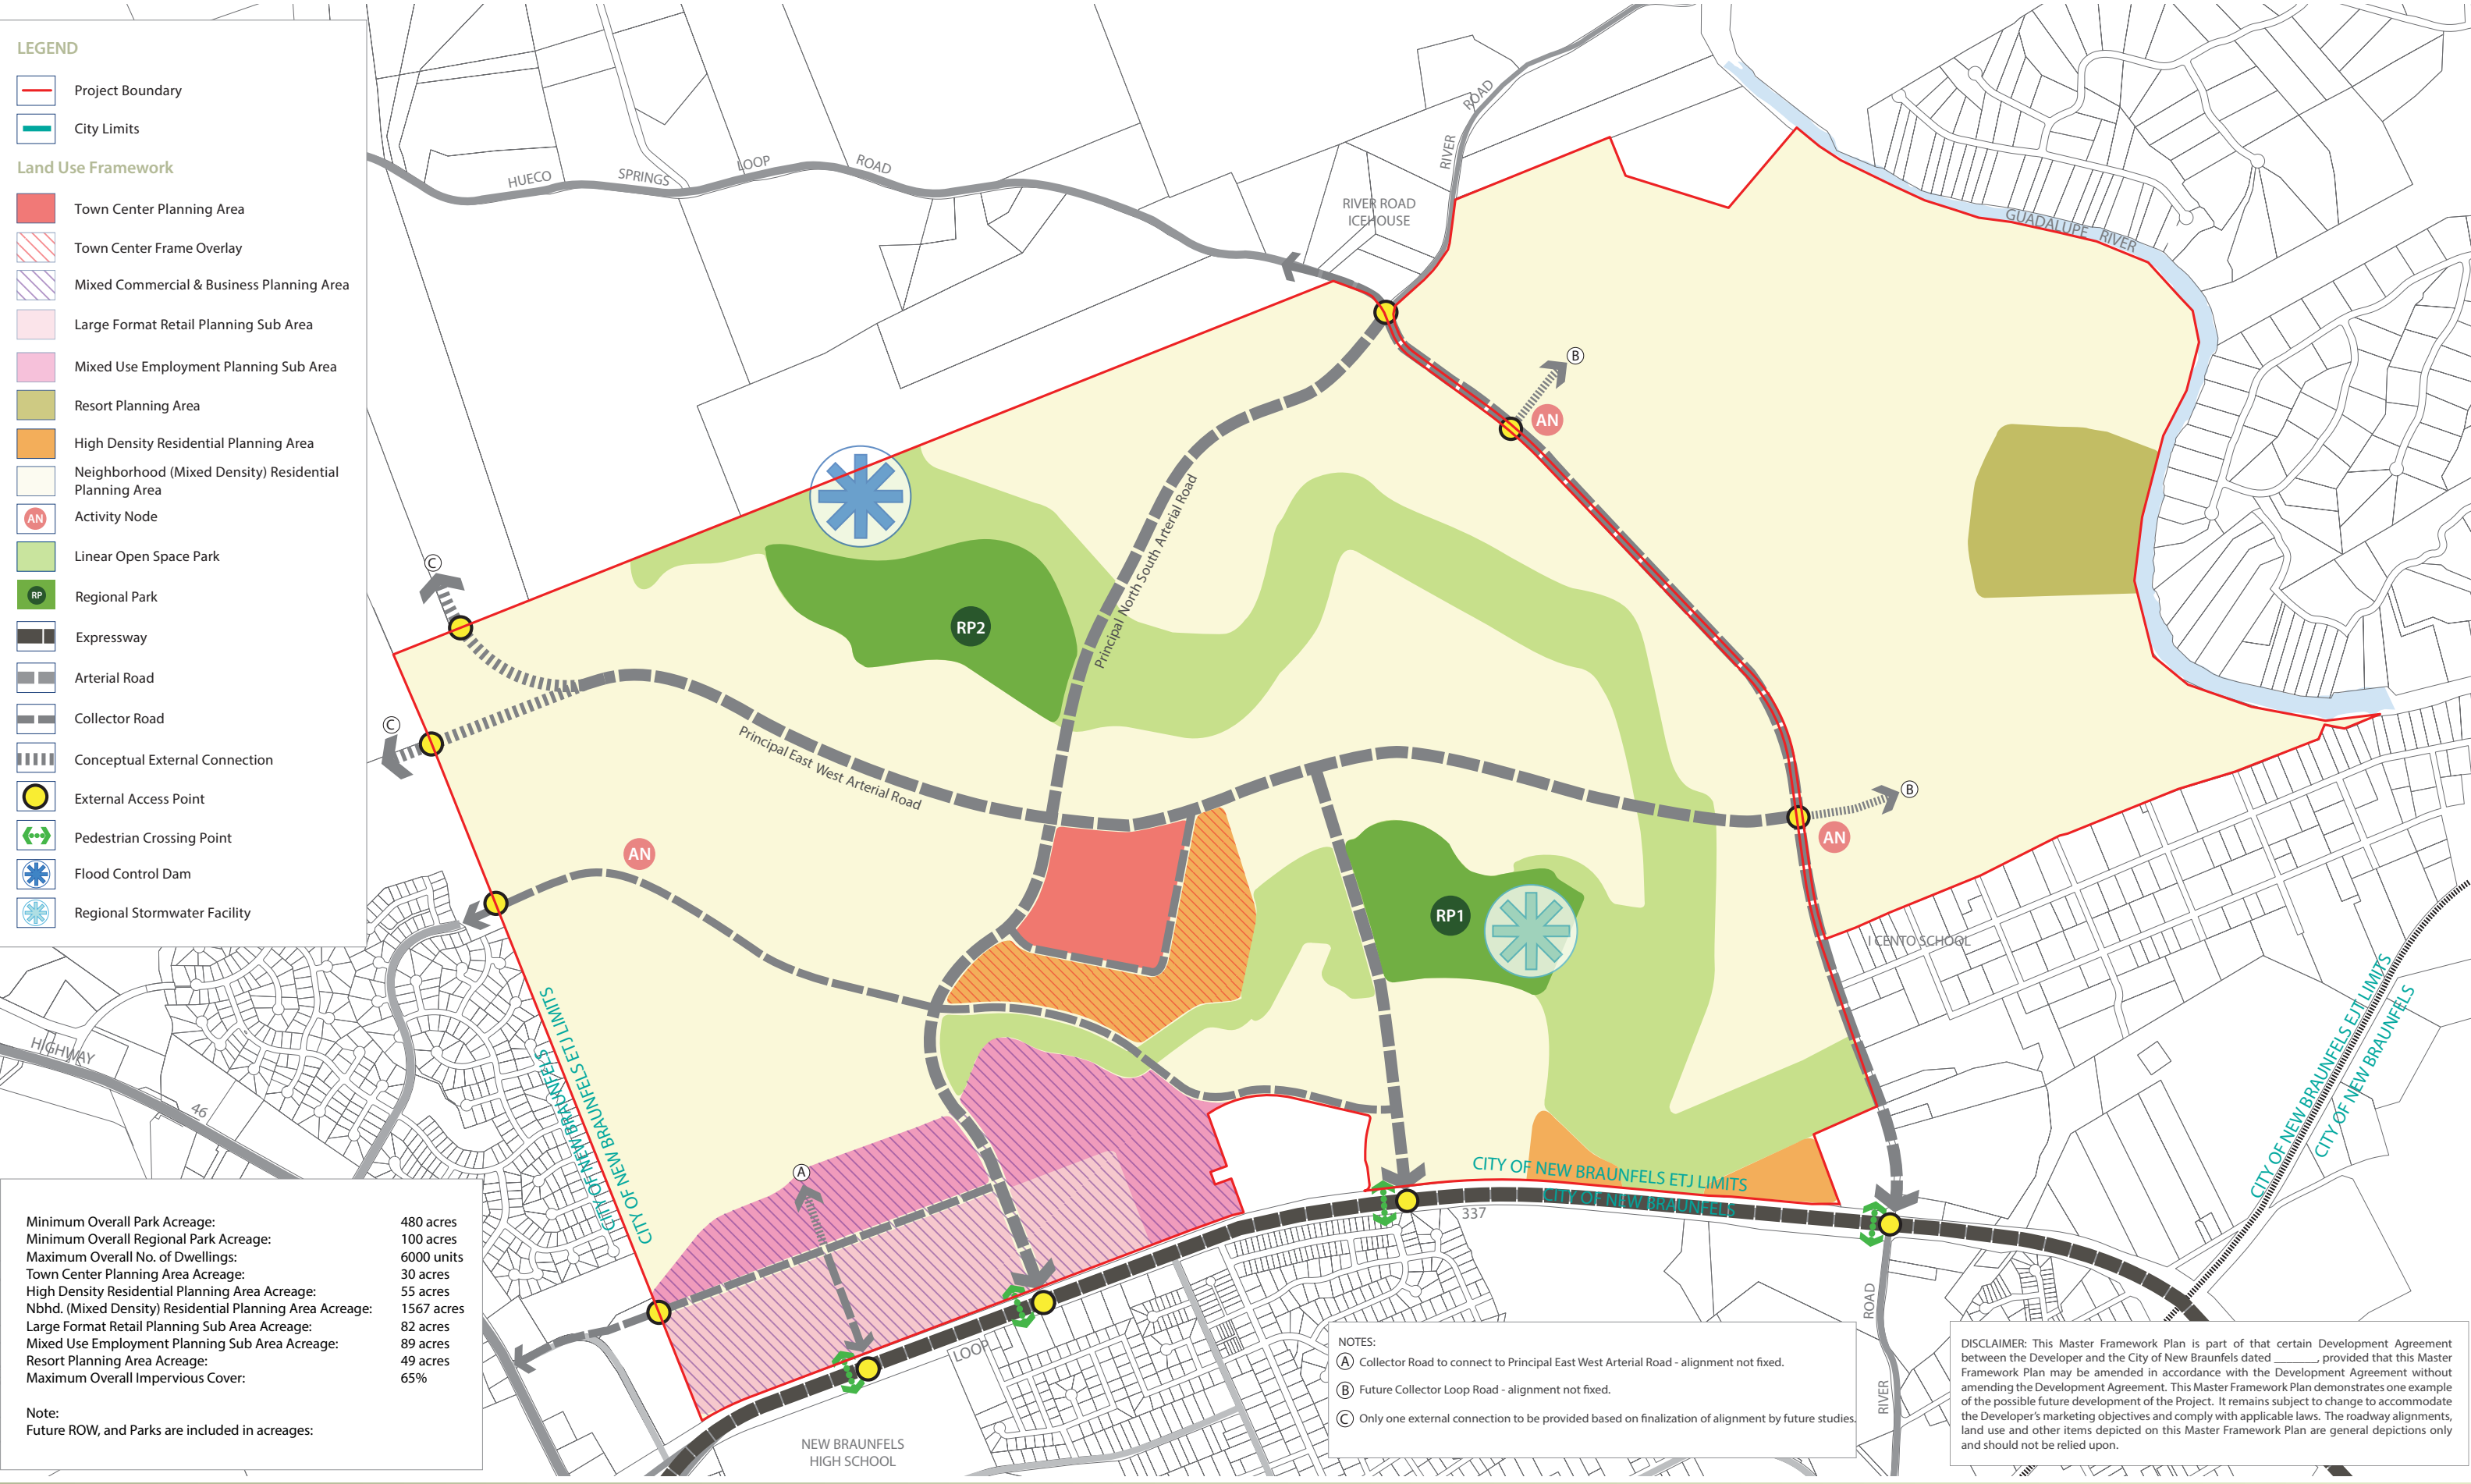 LEGEND
Project Boundary
City Limits
Land Use Framework
Town Center Planning Area
Town Center Frame Overlay
Mixed Commercial & Business Planning Area
Large Format Retail Planning Sub Area
Mixed Use Employment Planning Sub Area
Resort Planning Area
High Density Residential Planning Area
Neighborhood (Mixed Density) Residential
Planning Area
AN
Activity Node
Linear Open Space Park
RP
Regional Park
Expressway
Arterial Road
Collector Road
Conceptual External Connection
External Access Point
Pedestrian Crossing Point
Flood Control Dam
Regional Stormwater Facility
HUECO SPRINGS LOOP ROAD
RIVER ROAD
RIVER ROAD
ICEHOUSE
GUADALUPE RIVER
B
AN
C
C
RP2
Principal North South Arterial Road
Principal East West Arterial Road
B
AN
AN
RP1
I CENTO SCHOOL
CITY OF NEW BRAUNFELS ETJ LIMITS
CITY OF NEW BRAUNFELS
CITY OF NEW BRAUNFELS EJT LIMITS
CITY OF NEW BRAUNFELS
HIGHWAY 46
A
CITY OF NEW BRAUNFELS ETJ LIMITS
CITY OF NEW BRAUNFELS
337
LOOP
ROAD
RIVER
NEW BRAUNFELS
HIGH SCHOOL
Minimum Overall Park Acreage: 480 acres
Minimum Overall Regional Park Acreage: 100 acres
Maximum Overall No. of Dwellings: 6000 units
Town Center Planning Area Acreage: 30 acres
High Density Residential Planning Area Acreage: 55 acres
Nbhd. (Mixed Density) Residential Planning Area Acreage: 1567 acres
Large Format Retail Planning Sub Area Acreage: 82 acres
Mixed Use Employment Planning Sub Area Acreage: 89 acres
Resort Planning Area Acreage: 49 acres
Maximum Overall Impervious Cover: 65%
Note:
Future ROW, and Parks are included in acreages:
NOTES:
A Collector Road to connect to Principal East West Arterial Road - alignment not fixed.
B Future Collector Loop Road - alignment not fixed.
C Only one external connection to be provided based on finalization of alignment by future studies.
DISCLAIMER: This Master Framework Plan is part of that certain Development Agreement
between the Developer and the City of New Braunfels dated _______, provided that this Master
Framework Plan may be amended in accordance with the Development Agreement without
amending the Development Agreement. This Master Framework Plan demonstrates one example
of the possible future development of the Project. It remains subject to change to accommodate
the Developer's marketing objectives and comply with applicable laws. The roadway alignments,
land use and other items depicted on this Master Framework Plan are general depictions only
and should not be relied upon.